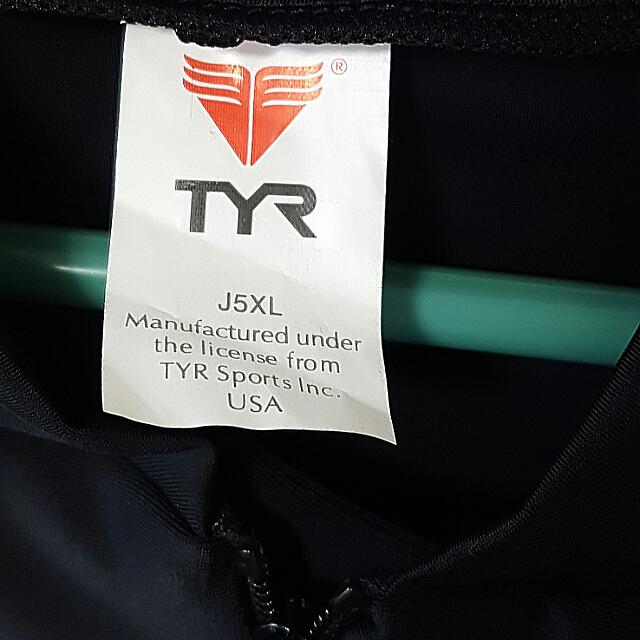 ®
TYR
J5XL
Manufactured under
the license from
TYR Sports Inc.
USA